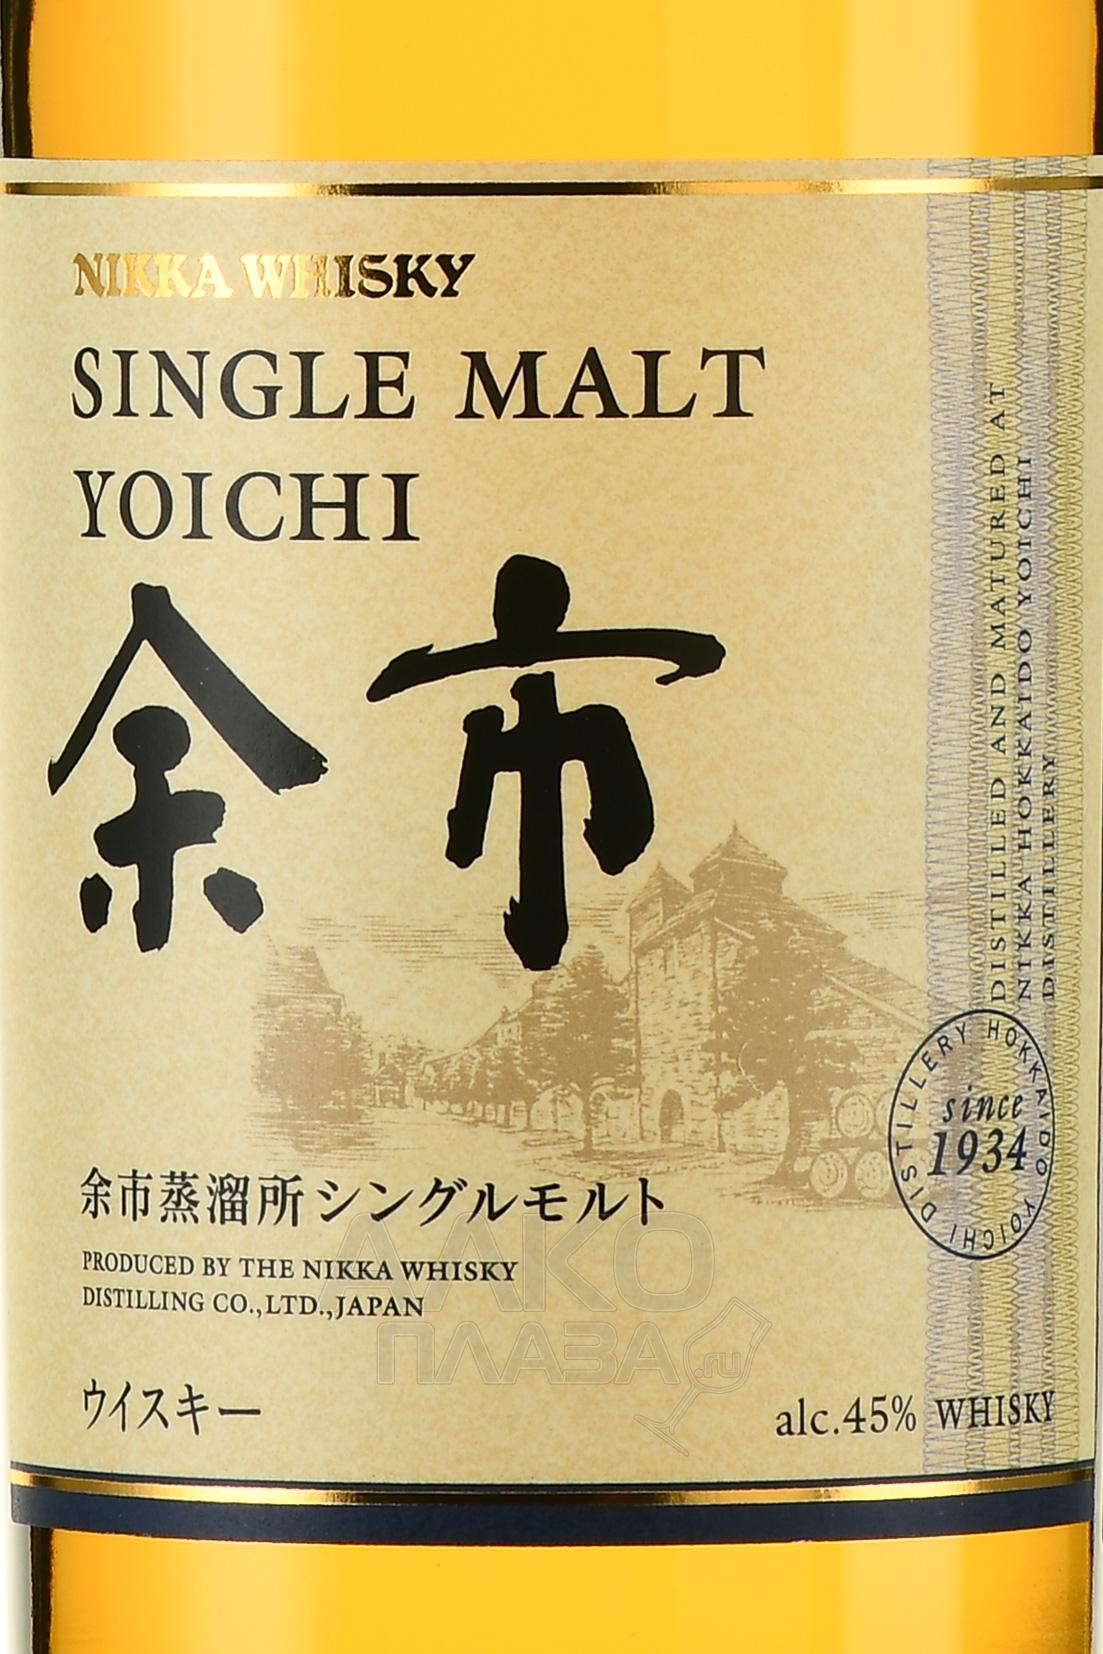 NIKKA WHISKY
SINGLE MALT
YOICHI
余市
DISTILLED AND MATURED AT
NIKKA HOKKAIDO YOICHI
DISTILLERY
YOICHI DISTILLERY HOKKAIDO
since
1934
余市蒸溜所シングルモルト
PRODUCED BY THE NIKKA WHISKY
DISTILLING CO.,LTD.,JAPAN
АЛКО
ПЛАЗА.ru
ウイスキー
alc.45% WHISKY